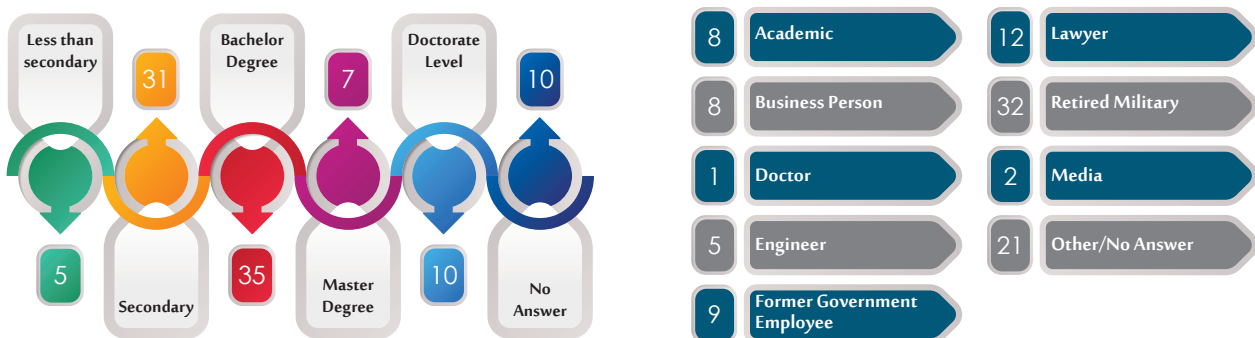 Less than
secondary
31
Bachelor
Degree
7
Doctorate
Level
10
5
Secondary
35
Master
Degree
10
No
Answer
8
Academic
8
Business Person
1
Doctor
5
Engineer
9
Former Government
Employee
12
Lawyer
32
Retired Military
2
Media
21
Other/No Answer